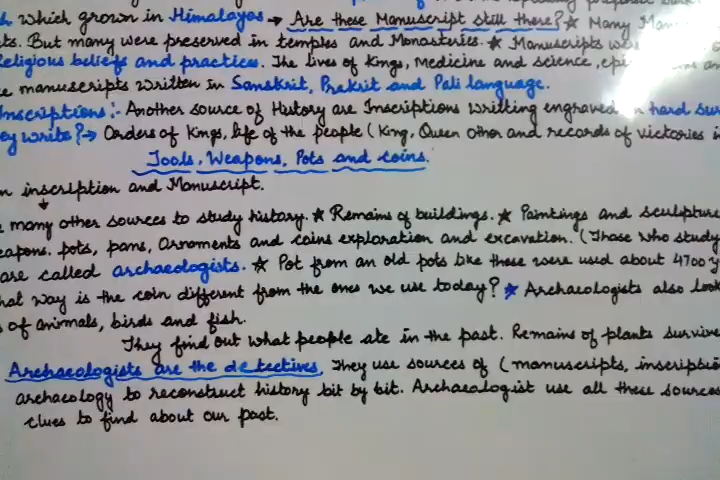 which grown in Himalayas → Are these Manuscript still there? ★ Many
ts. But many were preserved in temples and Monasteries. ★ Manuscripts
Religious beliefs and practices. The lives of Kings, Medicine and science,
e manuscripts written in Sanskrit, Prakrit and Pali language.
Inscriptions:- Another source of History are Inscriptions writting engraved on hard sur
ey write? → Orders of Kings, life of the people (King, Queen other and records of victories i
Tools, Weapons, Pots and coins.
n inscription and Manuscript.
many other sources to study history. ★ Remains of buildings. ★ Paintings and sculpture
eapons. pots, pans, Ornoments and coins exploration and excavation. (Those who study
are called archaeologists. ★ Pot from an old pots like these were used about 4700 y
hat way is the coin different from the ones we use today? ★ Archaeologists also look
s of animals, birds and fish.
They find out what people ate in the past. Remains of plants survive
Archaeologists are the detectives, They use sources of (manuscripts, inscriptio
archaeology to reconstruct history bit by bit. Archaeologist use all these sources
clues to find about our past.